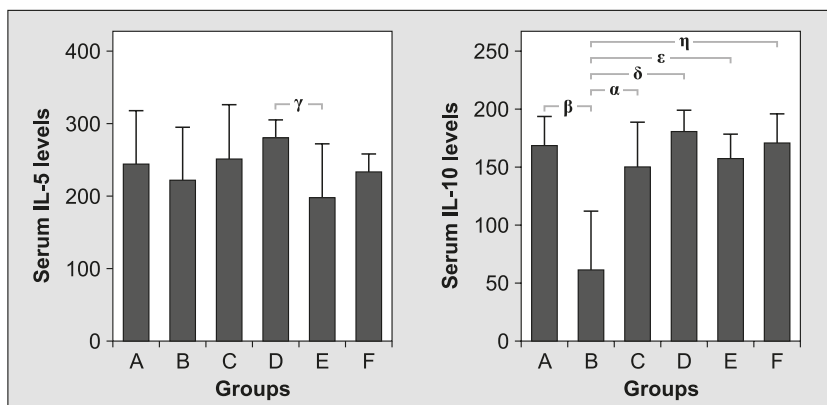 Serum IL-5 levels
400
300
200
100
0
γ
A B C D E F
Groups
Serum IL-10 levels
250
200
150
100
50
0
η
ε
δ
α
β
A B C D E F
Groups